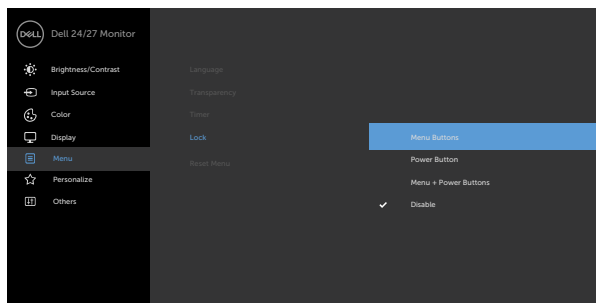 DELL
Dell 24/27 Monitor
Brightness/Contrast
Input Source
Color
Display
Menu
Personalize
Others
Language
Transparency
Timer
Lock
Reset Menu
Menu Buttons
Power Button
Menu + Power Buttons
Disable